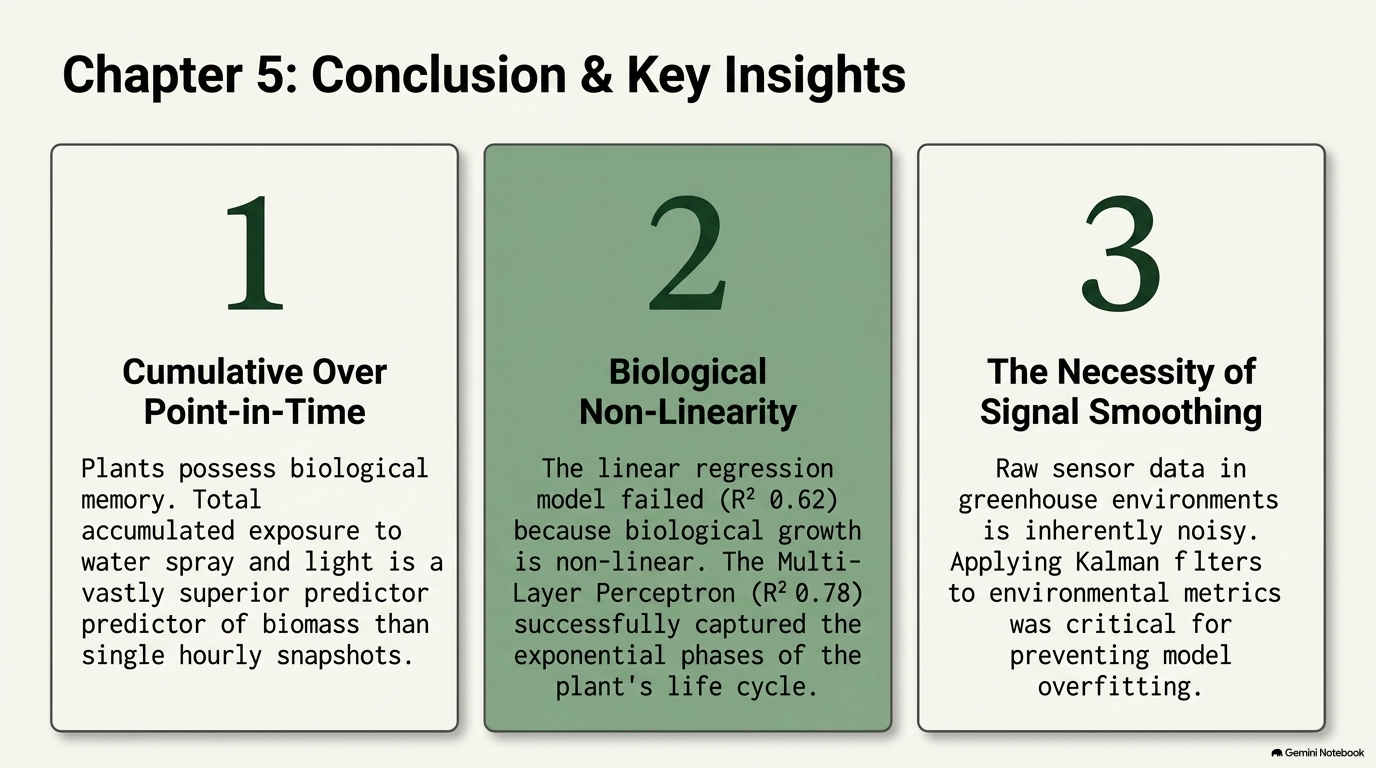 Chapter 5: Conclusion & Key Insights
1
Cumulative Over
Point-in-Time
Plants possess biological
memory. Total
accumulated exposure to
water spray and light is a
vastly superior predictor
predictor of biomass than
single hourly snapshots.
2
Biological
Non-Linearity
The linear regression
model failed (R² 0.62)
because biological growth
is non-linear. The Multi-
Layer Perceptron (R² 0.78)
successfully captured the
exponential phases of the
plant's life cycle.
3
The Necessity of
Signal Smoothing
Raw sensor data in
greenhouse environments
is inherently noisy.
Applying Kalman f lters
to environmental metrics
was critical for
preventing model
overfitting.
Gemini Notebook